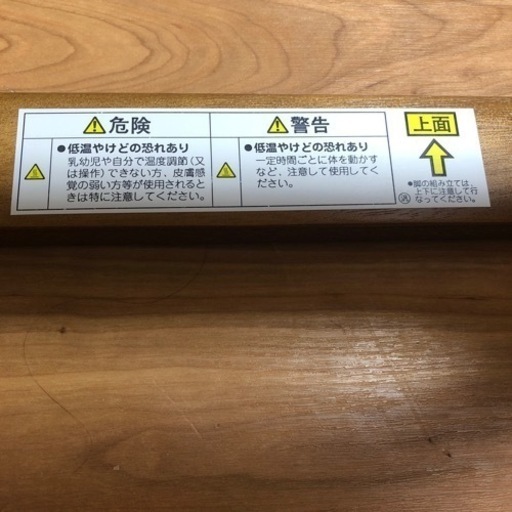 危険
●低温やけどの恐れあり
乳幼児や自分で温度調節(又
は操作)できない方、皮膚感
覚の弱い方等が使用されると
きは特に注意してください。
警告
●低温やけどの恐れあり
一定時間ごとに体を動かす
など、注意して使用してく
ださい。
上面
●脚の組み立ては、
上下に注意して行
なってください。